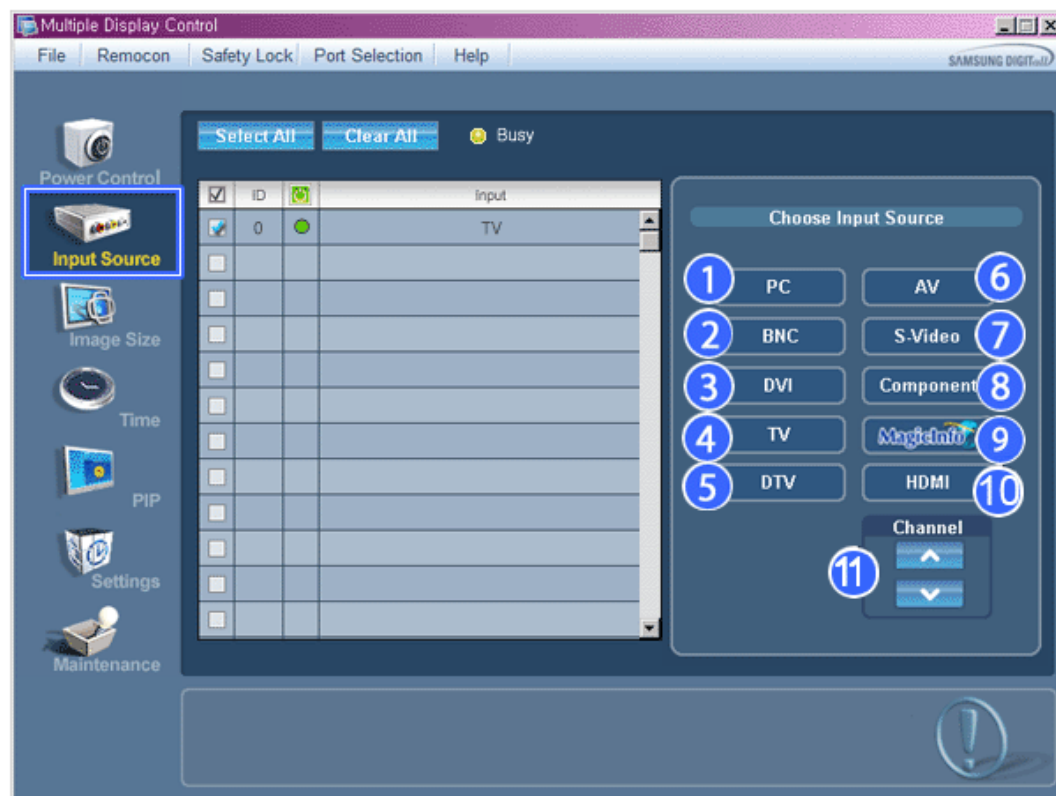 Multiple Display Control
File Remocon Safety Lock Port Selection Help
SAMSUNG DIGITall
Select All Clear All Busy
Power Control
ID Input
0 TV
Input Source
Image Size
Time
PIP
Settings
Maintenance
Choose Input Source
1 PC AV 6
2 BNC S-Video 7
3 DVI Component 8
4 TV MagicInfo 9
5 DTV HDMI 10
Channel
11